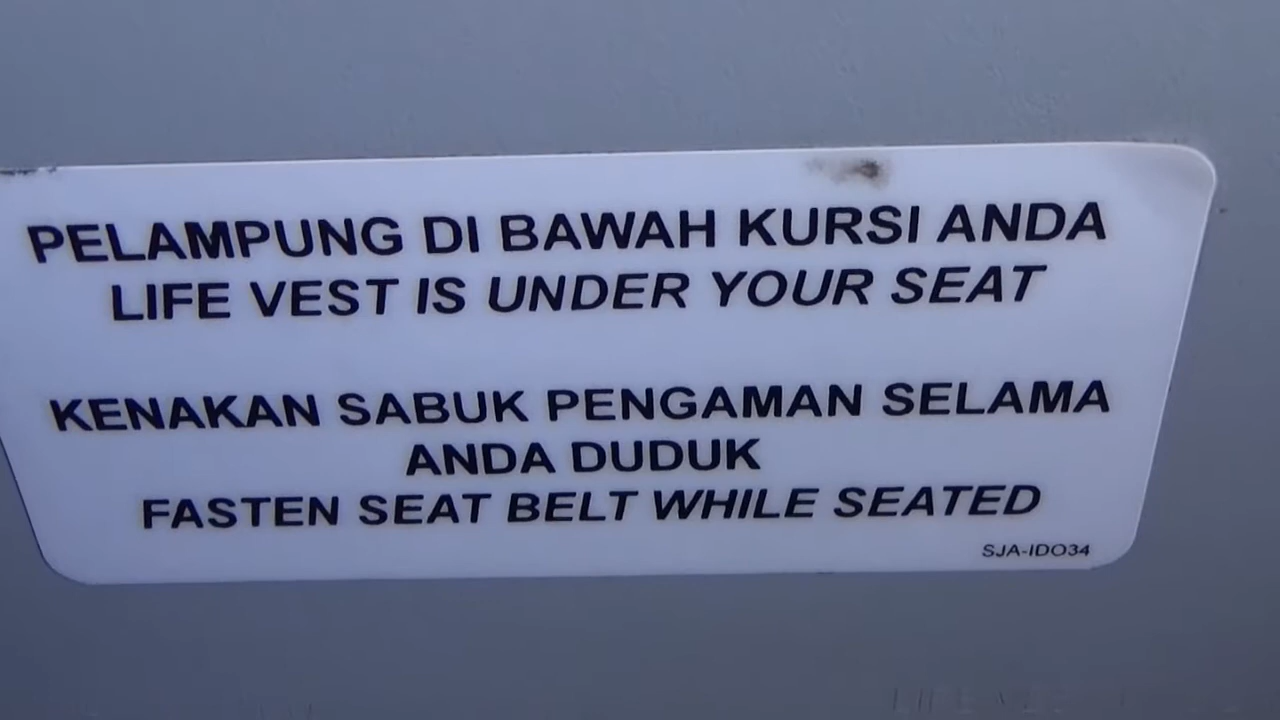 PELAMPUNG DI BAWAH KURSI ANDA
LIFE VEST IS UNDER YOUR SEAT
KENAKAN SABUK PENGAMAN SELAMA
ANDA DUDUK
FASTEN SEAT BELT WHILE SEATED
SJA-IDO34